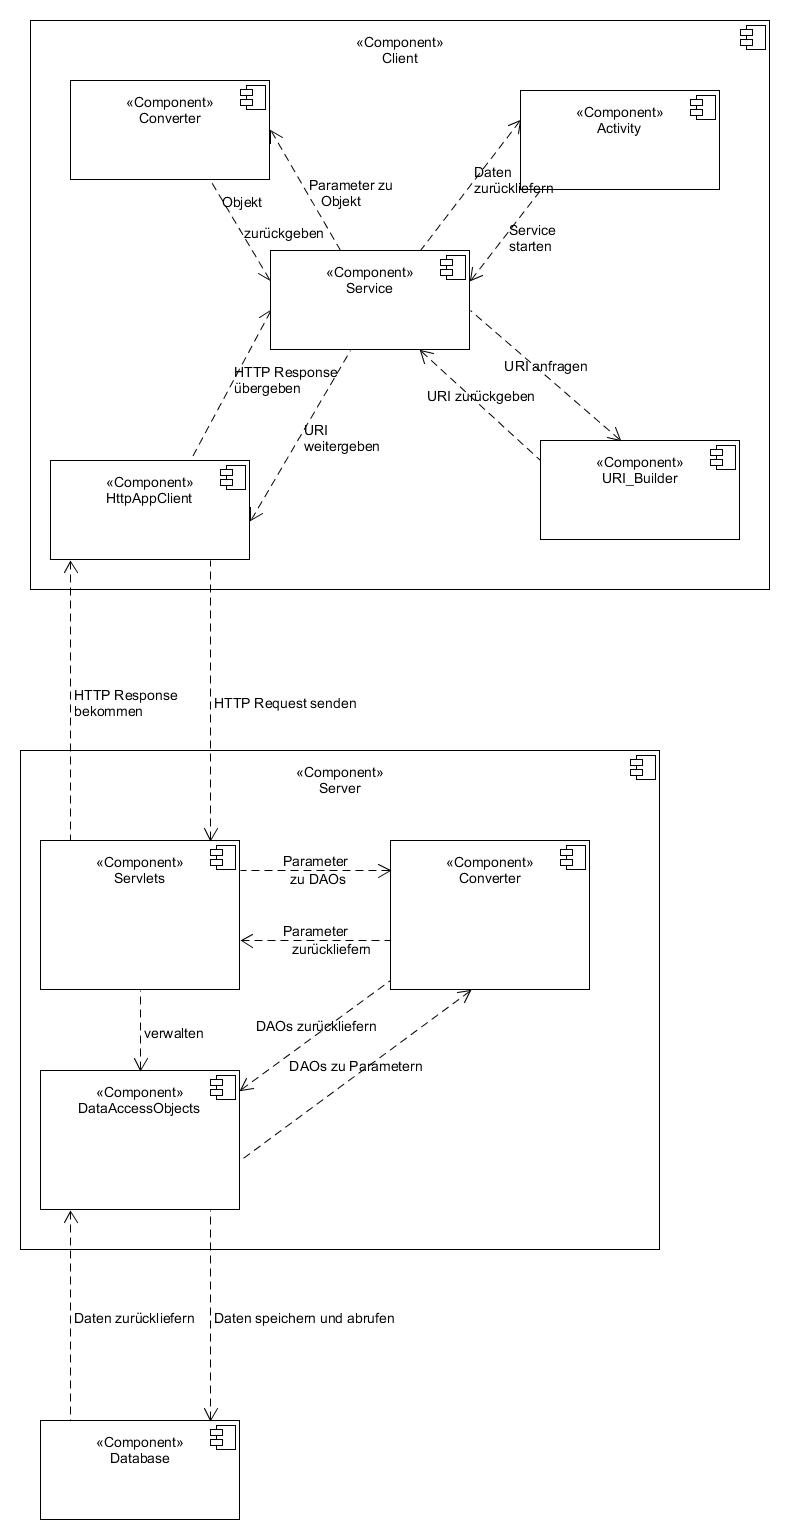 «Component»
Client
«Component»
Converter
«Component»
Activity
Objekt
zurückgeben
Parameter zu
Objekt
Daten
zurückliefern
Service
starten
«Component»
Service
HTTP Response
übergeben
URI
weitergeben
URI anfragen
URI zurückgeben
«Component»
HttpAppClient
«Component»
URI_Builder
HTTP Response
bekommen
HTTP Request senden
«Component»
Server
«Component»
Servlets
Parameter
zu DAOs
Parameter
zurückliefern
«Component»
Converter
verwalten
DAOs zurückliefern
DAOs zu Parametern
«Component»
DataAccessObjects
Daten zurückliefern
Daten speichern und abrufen
«Component»
Database